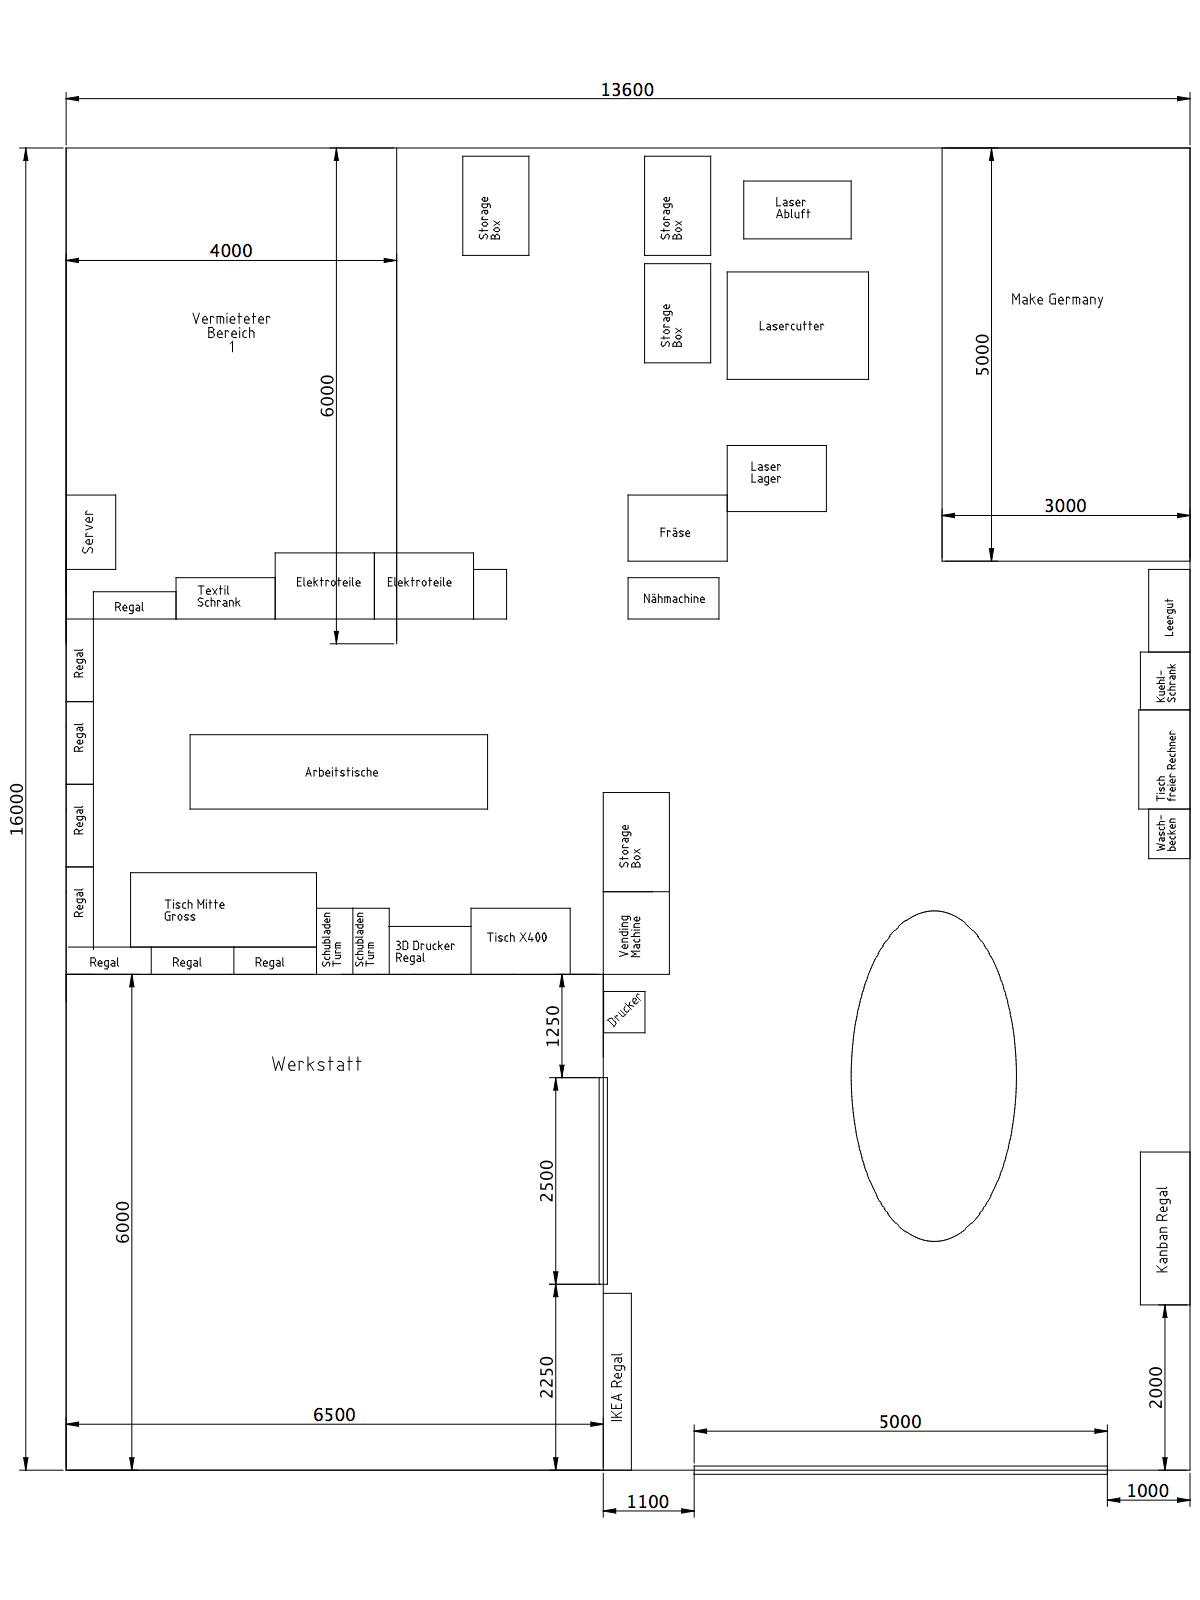 13600
Storage
Box
Storage
Box
Laser
Abluft
4000
Make Germany
Vermieteter
Bereich
1
Storage
Box
Lasercutter
5000
6000
Laser
Lager
3000
Server
Fräse
Elektroteile
Elektroteile
Textil
Schrank
Regal
Nähmachine
Leergut
Regal
Kuehl-
Schrank
Regal
Arbeitstische
Tisch
freier Rechner
16000
Regal
Storage
Box
Wasch-
becken
Regal
Tisch Mitte
Gross
Schubladen
Turm
Schubladen
Turm
3D Drucker
Regal
Tisch X400
Vending
Machine
Regal
Regal
Regal
Drucker
1250
Werkstatt
2500
6000
Kanban Regal
2250
IKEA Regal
2000
6500
5000
1100
1000